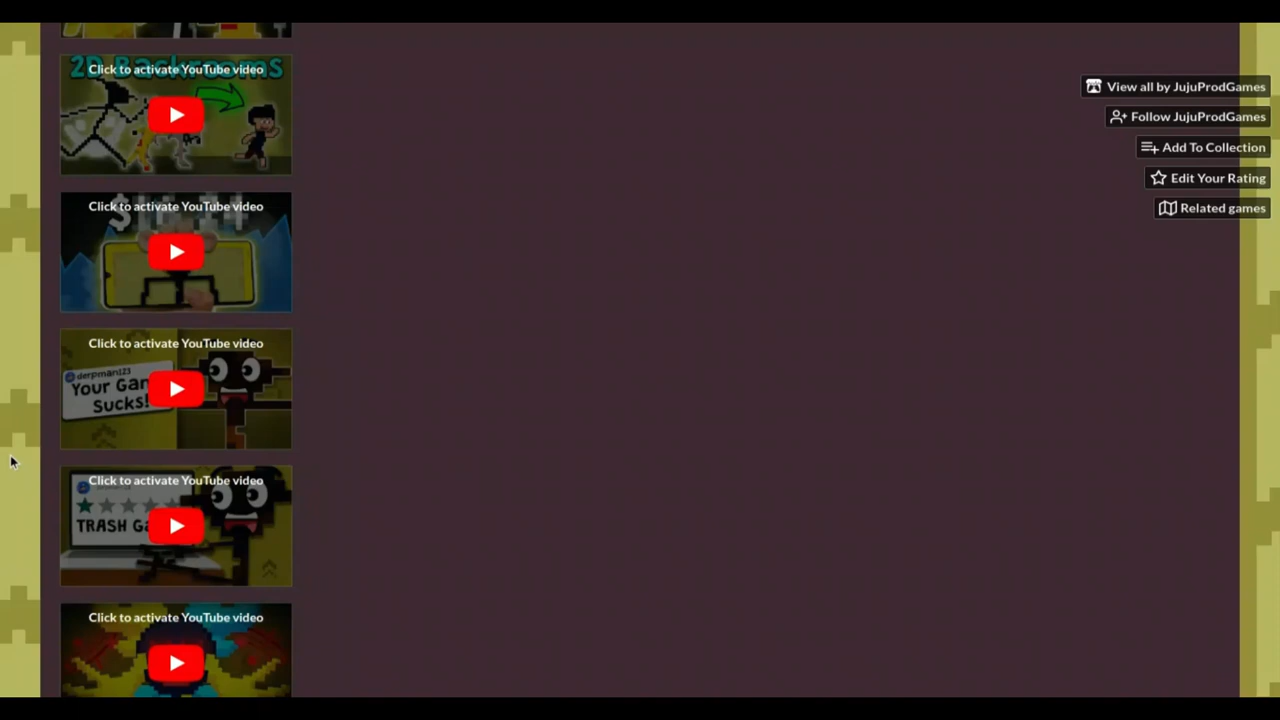 2D Backrooms
Click to activate YouTube video
View all by JujuProdGames
Follow JujuProdGames
Add To Collection
Edit Your Rating
Related games
Click to activate YouTube video
Click to activate YouTube video
derpman123
Your Gam
Sucks!
Click to activate YouTube video
TRASH Ga
Click to activate YouTube video